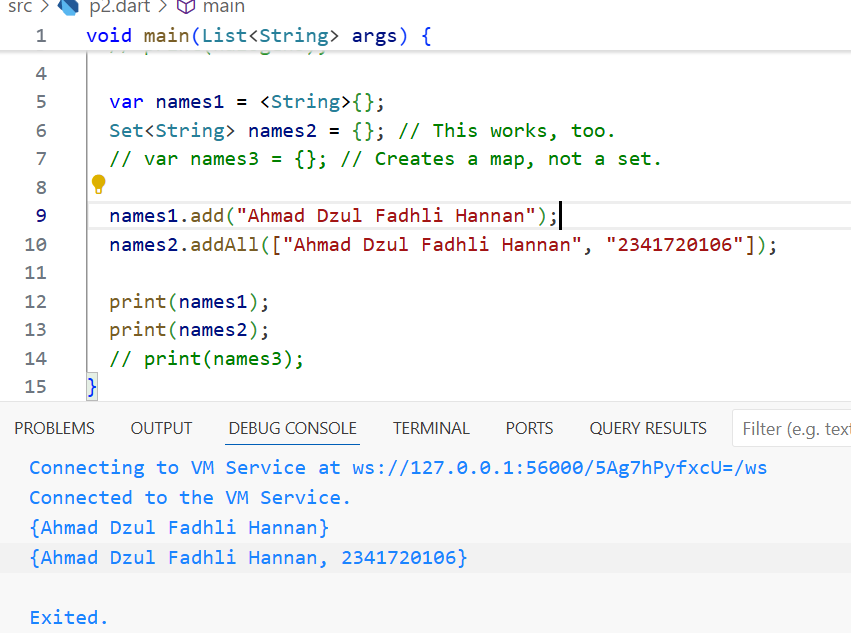 src > p2.dart > main
1 void main(List<String> args) {
4
5 var names1 = <String>{};
6 Set<String> names2 = {}; // This works, too.
7 // var names3 = {}; // Creates a map, not a set.
8
9 names1.add("Ahmad Dzul Fadhli Hannan");
10 names2.addAll(["Ahmad Dzul Fadhli Hannan", "2341720106"]);
11
12 print(names1);
13 print(names2);
14 // print(names3);
15 }
PROBLEMS OUTPUT DEBUG CONSOLE TERMINAL PORTS QUERY RESULTS Filter (e.g. text
Connecting to VM Service at ws://127.0.0.1:56000/5Ag7hPyfxcU=/ws
Connected to the VM Service.
{Ahmad Dzul Fadhli Hannan}
{Ahmad Dzul Fadhli Hannan, 2341720106}
Exited.